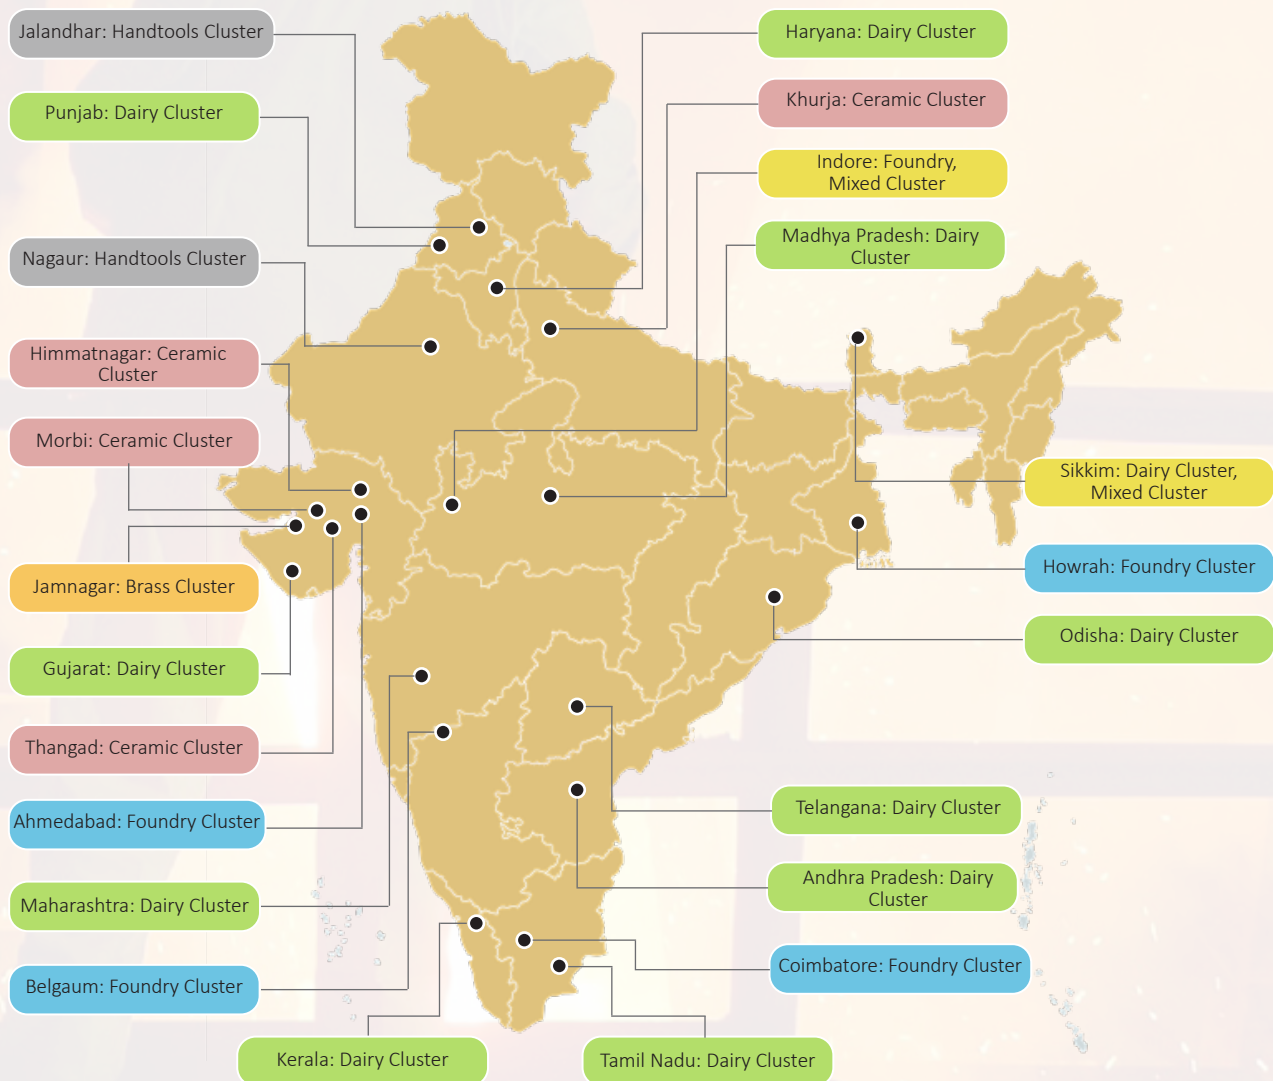 Jalandhar: Handtools Cluster
Punjab: Dairy Cluster
Nagaur: Handtools Cluster
Himmatnagar: Ceramic
Cluster
Morbi: Ceramic Cluster
Jamnagar: Brass Cluster
Gujarat: Dairy Cluster
Thangad: Ceramic Cluster
Ahmedabad: Foundry Cluster
Maharashtra: Dairy Cluster
Belgaum: Foundry Cluster
Kerala: Dairy Cluster
Haryana: Dairy Cluster
Khurja: Ceramic Cluster
Indore: Foundry,
Mixed Cluster
Madhya Pradesh: Dairy
Cluster
Sikkim: Dairy Cluster,
Mixed Cluster
Howrah: Foundry Cluster
Odisha: Dairy Cluster
Telangana: Dairy Cluster
Andhra Pradesh: Dairy
Cluster
Coimbatore: Foundry Cluster
Tamil Nadu: Dairy Cluster